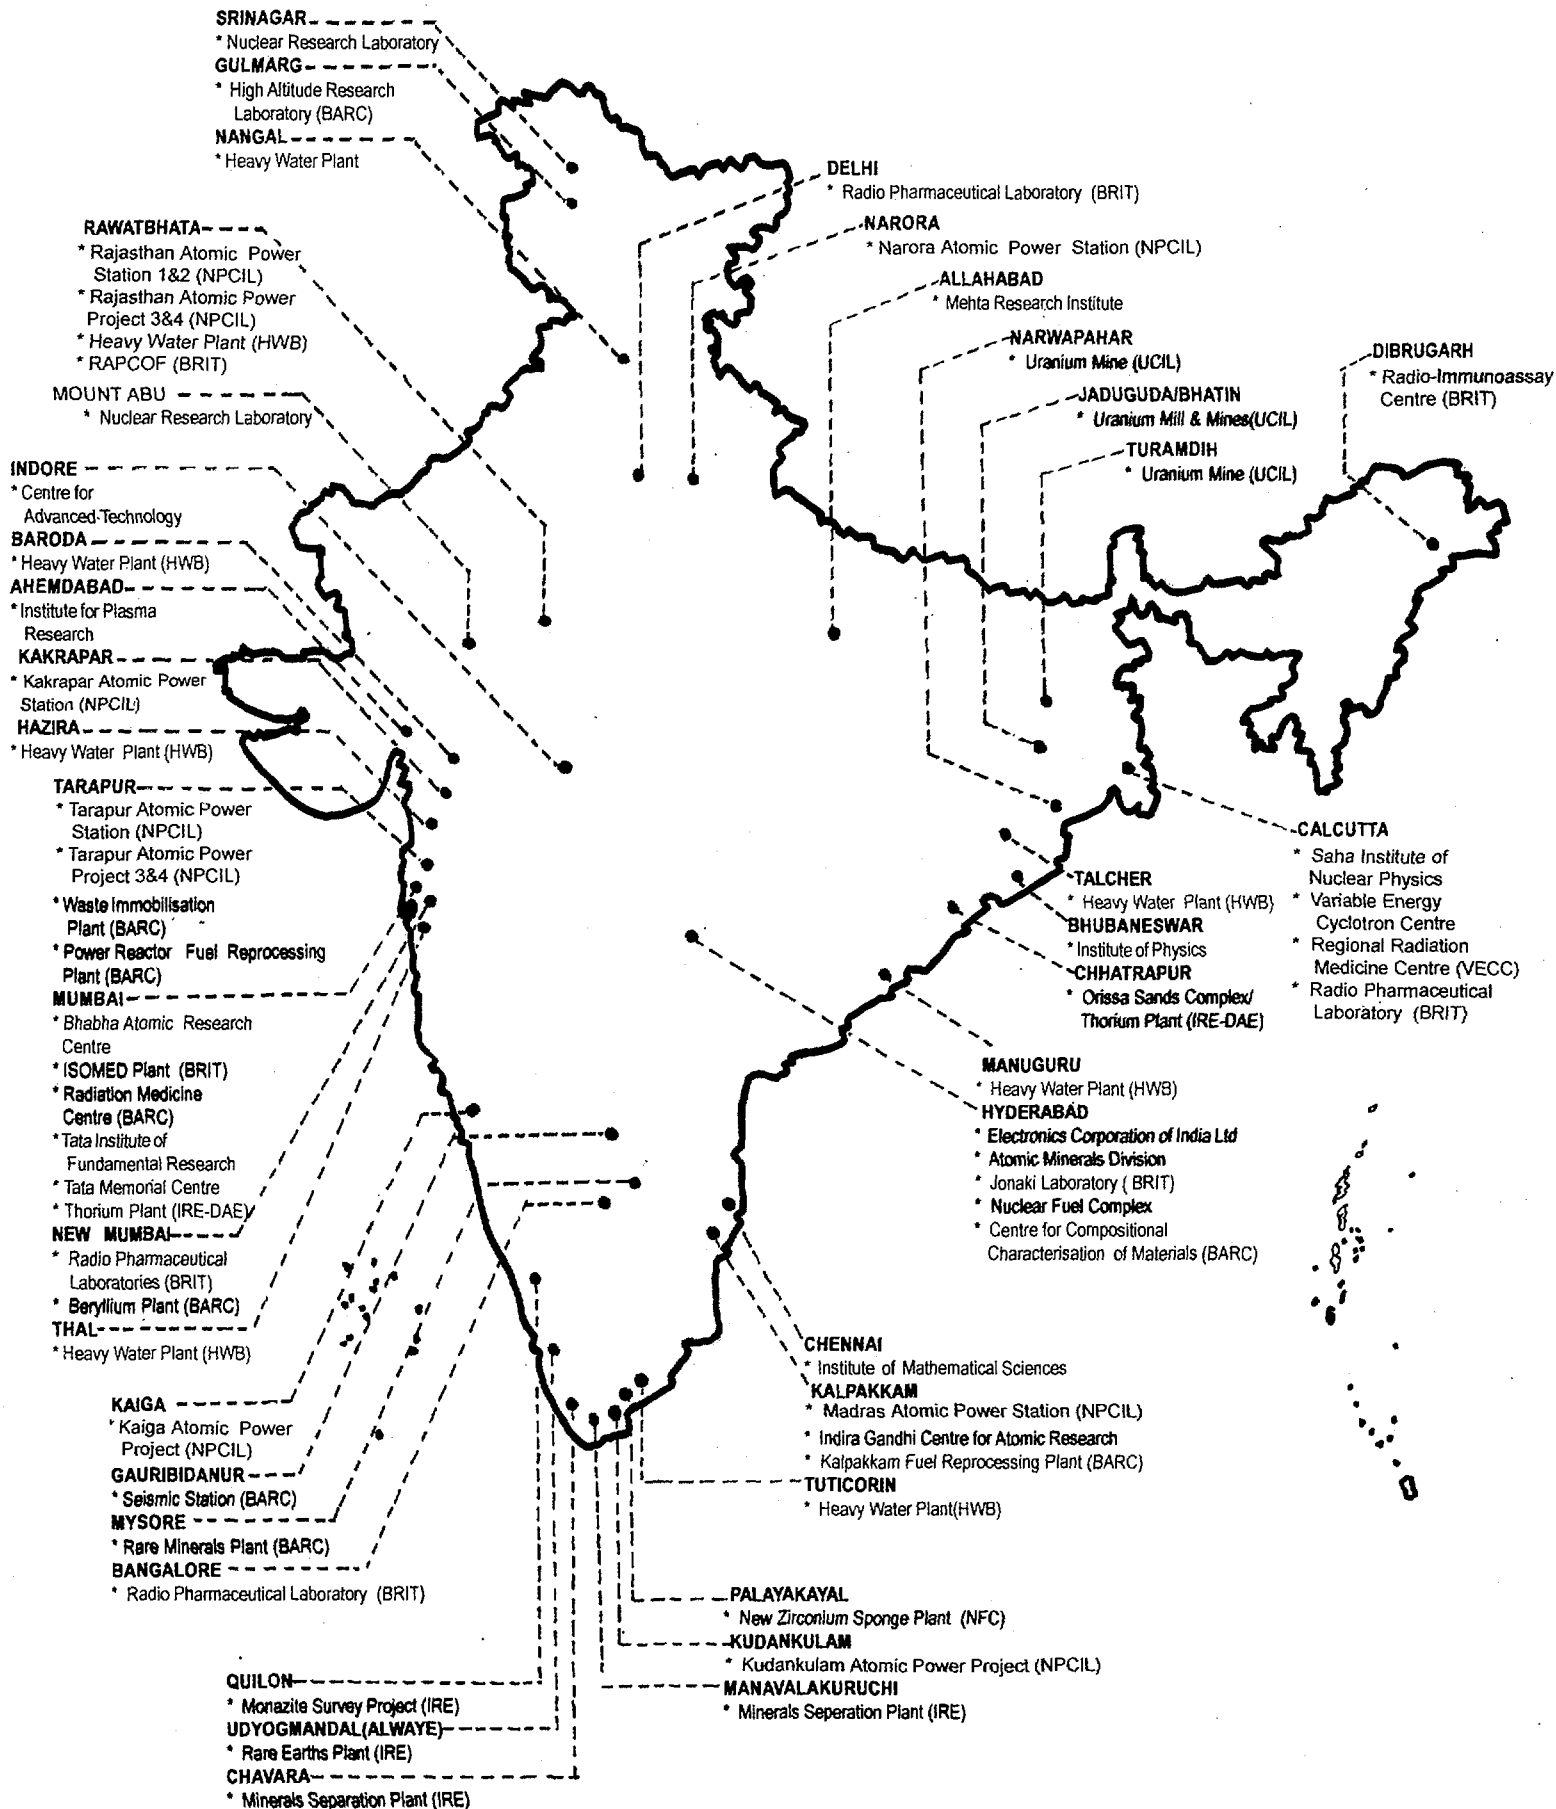 SRINAGAR
* Nuclear Research Laboratory
GULMARG
* High Altitude Research
Laboratory (BARC)
NANGAL
* Heavy Water Plant
RAWATBHATA
* Rajasthan Atomic Power
Station 1&2 (NPCIL)
* Rajasthan Atomic Power
Project 3&4 (NPCIL)
* Heavy Water Plant (HWB)
* RAPCOF (BRIT)
MOUNT ABU
* Nuclear Research Laboratory
INDORE
* Centre for
Advanced-Technology
BARODA
* Heavy Water Plant (HWB)
AHEMDABAD
* Institute for Plasma
Research
KAKRAPAR
* Kakrapar Atomic Power
Station (NPCIL)
HAZIRA
* Heavy Water Plant (HWB)
TARAPUR
* Tarapur Atomic Power
Station (NPCIL)
* Tarapur Atomic Power
Project 3&4 (NPCIL)
* Waste Immobilisation
Plant (BARC)
* Power Reactor Fuel Reprocessing
Plant (BARC)
MUMBAI
* Bhabha Atomic Research
Centre
* ISOMED Plant (BRIT)
* Radiation Medicine
Centre (BARC)
* Tata Institute of
Fundamental Research
* Tata Memorial Centre
* Thorium Plant (IRE-DAE)
NEW MUMBAI
* Radio Pharmaceutical
Laboratories (BRIT)
* Beryllium Plant (BARC)
THAL
* Heavy Water Plant (HWB)
KAIGA
* Kaiga Atomic Power
Project (NPCIL)
GAURIBIDANUR
* Seismic Station (BARC)
MYSORE
* Rare Minerals Plant (BARC)
BANGALORE
* Radio Pharmaceutical Laboratory (BRIT)
QUILON
* Monazite Survey Project (IRE)
UDYOGMANDAL(ALWAYE)
* Rare Earths Plant (IRE)
CHAVARA
* Minerals Separation Plant (IRE)
DELHI
* Radio Pharmaceutical Laboratory (BRIT)
NARORA
* Narora Atomic Power Station (NPCIL)
ALLAHABAD
* Mehta Research Institute
NARWAPAHAR
* Uranium Mine (UCIL)
JADUGUDA/BHATIN
* Uranium Mill & Mines(UCIL)
TURAMDIH
* Uranium Mine (UCIL)
DIBRUGARH
* Radio-Immunoassay
Centre (BRIT)
CALCUTTA
* Saha Institute of
Nuclear Physics
* Variable Energy
Cyclotron Centre
* Regional Radiation
Medicine Centre (VECC)
* Radio Pharmaceutical
Laboratory (BRIT)
TALCHER
* Heavy Water Plant (HWB)
BHUBANESWAR
* Institute of Physics
CHHATRAPUR
* Orissa Sands Complex/
Thorium Plant (IRE-DAE)
MANUGURU
* Heavy Water Plant (HWB)
HYDERABAD
* Electronics Corporation of India Ltd
* Atomic Minerals Division
* Jonaki Laboratory ( BRIT)
* Nuclear Fuel Complex
* Centre for Compositional
Characterisation of Materials (BARC)
CHENNAI
* Institute of Mathematical Sciences
KALPAKKAM
* Madras Atomic Power Station (NPCIL)
* Indira Gandhi Centre for Atomic Research
* Kalpakkam Fuel Reprocessing Plant (BARC)
TUTICORIN
* Heavy Water Plant(HWB)
PALAYAKAYAL
* New Zirconium Sponge Plant (NFC)
KUDANKULAM
* Kudankulam Atomic Power Project (NPCIL)
MANAVALAKURUCHI
* Minerals Seperation Plant (IRE)